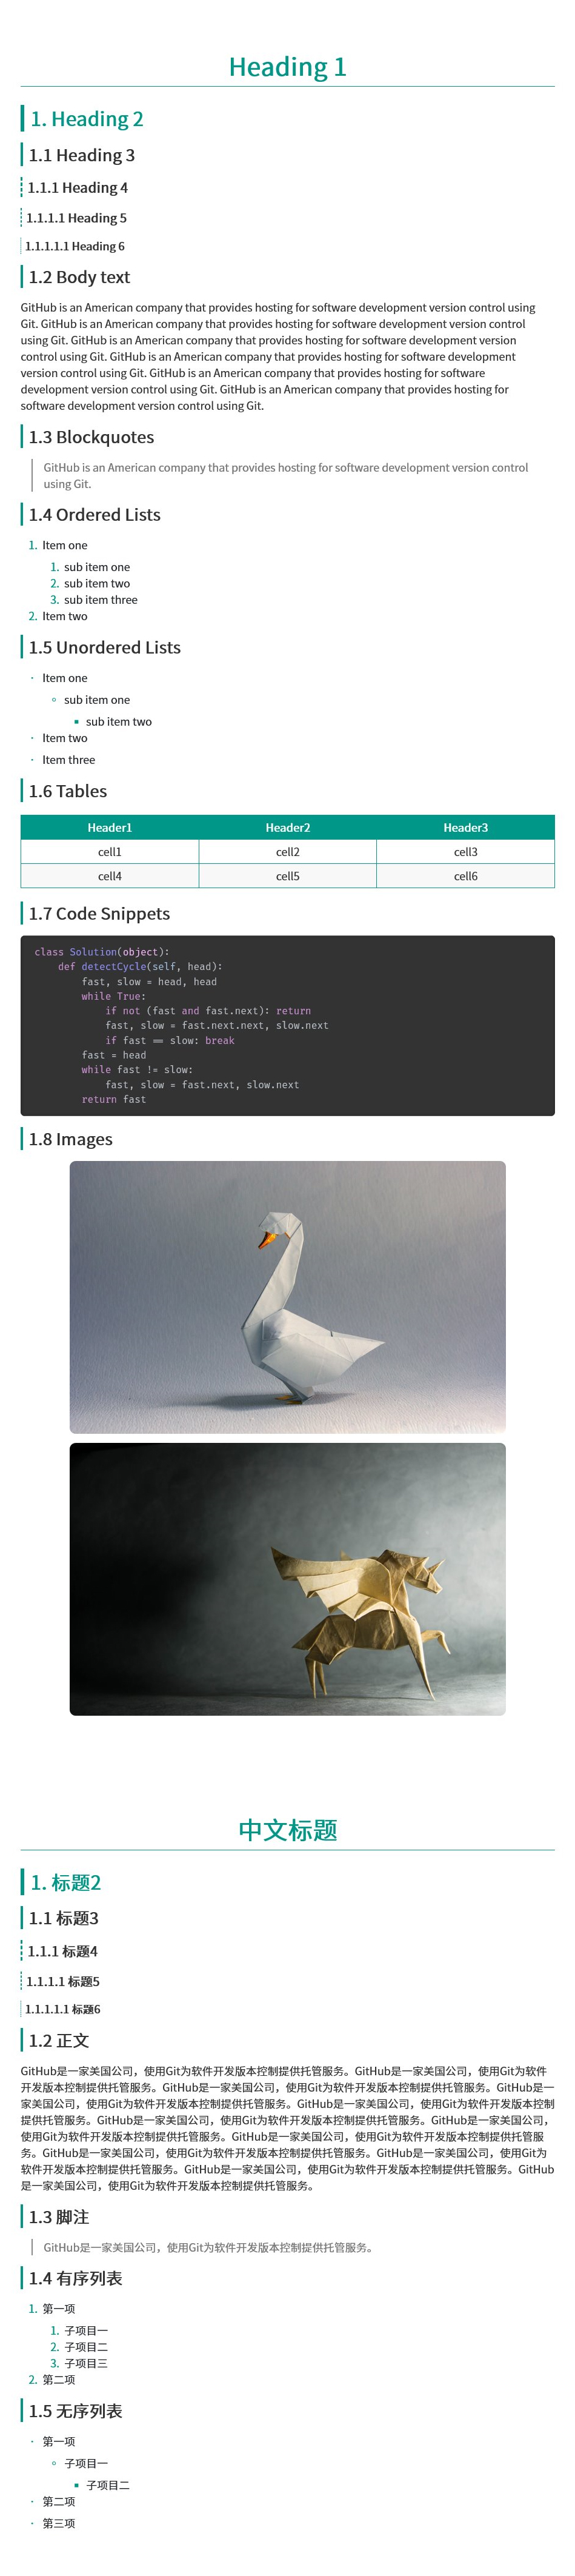 Heading 1
1. Heading 2
1.1 Heading 3
1.1.1 Heading 4
1.1.1.1 Heading 5
1.1.1.1.1 Heading 6
1.2 Body text
GitHub is an American company that provides hosting for software development version control using
Git. GitHub is an American company that provides hosting for software development version control
using Git. GitHub is an American company that provides hosting for software development version
control using Git. GitHub is an American company that provides hosting for software development
version control using Git. GitHub is an American company that provides hosting for software
development version control using Git. GitHub is an American company that provides hosting for
software development version control using Git.
1.3 Blockquotes
GitHub is an American company that provides hosting for software development version control
using Git.
1.4 Ordered Lists
1. Item one
1. sub item one
2. sub item two
3. sub item three
2. Item two
1.5 Unordered Lists
· Item one
◦ sub item one
▪ sub item two
· Item two
· Item three
1.6 Tables
Header1 Header2 Header3
cell1 cell2 cell3
cell4 cell5 cell6
1.7 Code Snippets
class Solution(object):
    def detectCycle(self, head):
        fast, slow = head, head
        while True:
            if not (fast and fast.next): return
            fast, slow = fast.next.next, slow.next
            if fast == slow: break
        fast = head
        while fast != slow:
            fast, slow = fast.next, slow.next
        return fast
1.8 Images
中文标题
1. 标题2
1.1 标题3
1.1.1 标题4
1.1.1.1 标题5
1.1.1.1.1 标题6
1.2 正文
GitHub是一家美国公司，使用Git为软件开发版本控制提供托管服务。GitHub是一家美国公司，使用Git为软件
开发版本控制提供托管服务。GitHub是一家美国公司，使用Git为软件开发版本控制提供托管服务。GitHub是一
家美国公司，使用Git为软件开发版本控制提供托管服务。GitHub是一家美国公司，使用Git为软件开发版本控制
提供托管服务。GitHub是一家美国公司，使用Git为软件开发版本控制提供托管服务。GitHub是一家美国公司，
使用Git为软件开发版本控制提供托管服务。GitHub是一家美国公司，使用Git为软件开发版本控制提供托管服
务。GitHub是一家美国公司，使用Git为软件开发版本控制提供托管服务。GitHub是一家美国公司，使用Git为
软件开发版本控制提供托管服务。GitHub是一家美国公司，使用Git为软件开发版本控制提供托管服务。GitHub
是一家美国公司，使用Git为软件开发版本控制提供托管服务。
1.3 脚注
GitHub是一家美国公司，使用Git为软件开发版本控制提供托管服务。
1.4 有序列表
1. 第一项
1. 子项目一
2. 子项目二
3. 子项目三
2. 第二项
1.5 无序列表
· 第一项
◦ 子项目一
▪ 子项目二
· 第二项
· 第三项